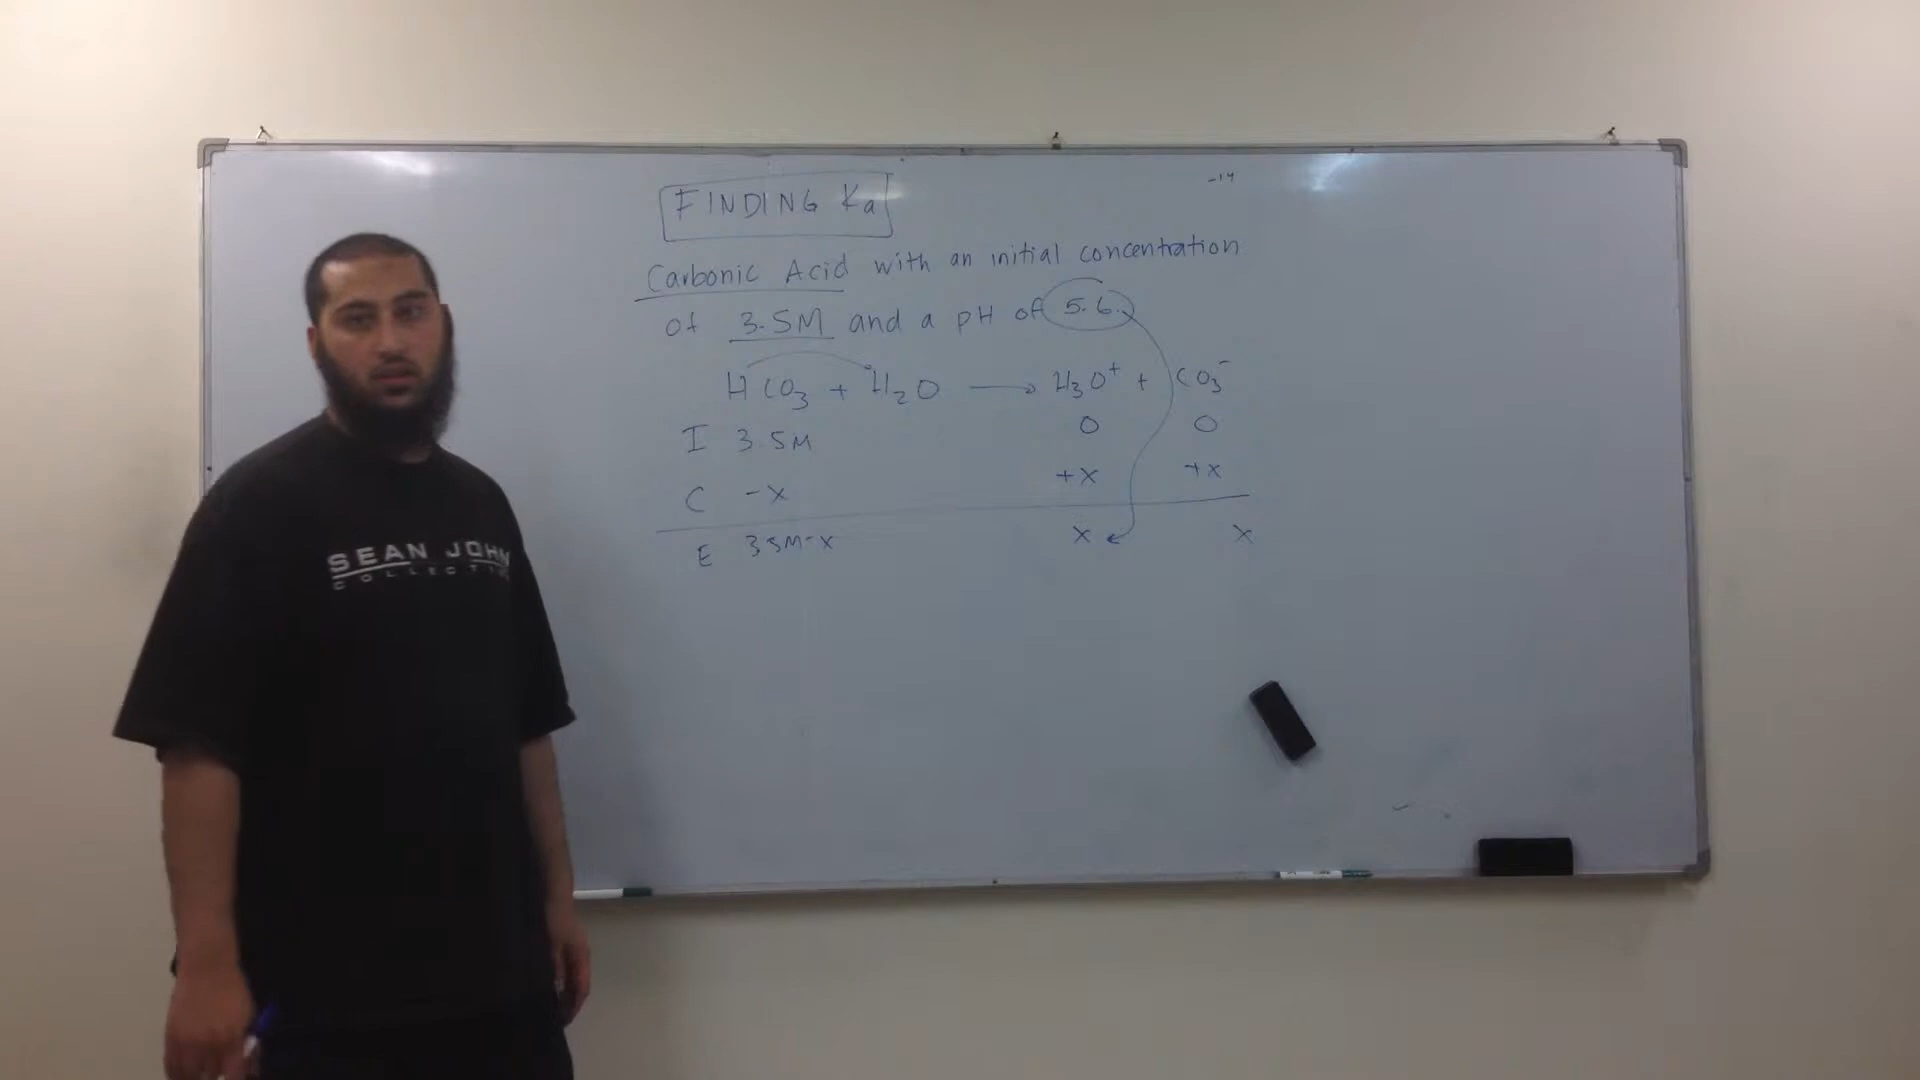 -14
FINDING Ka
Carbonic Acid with an initial concentration
of 3.5M and a pH of 5.6.
HCO3 + H2O → H3O+ + CO3-
I 3.5M 0 0
C -x +x +x
E 3.5M-x x x
SEAN JOHN